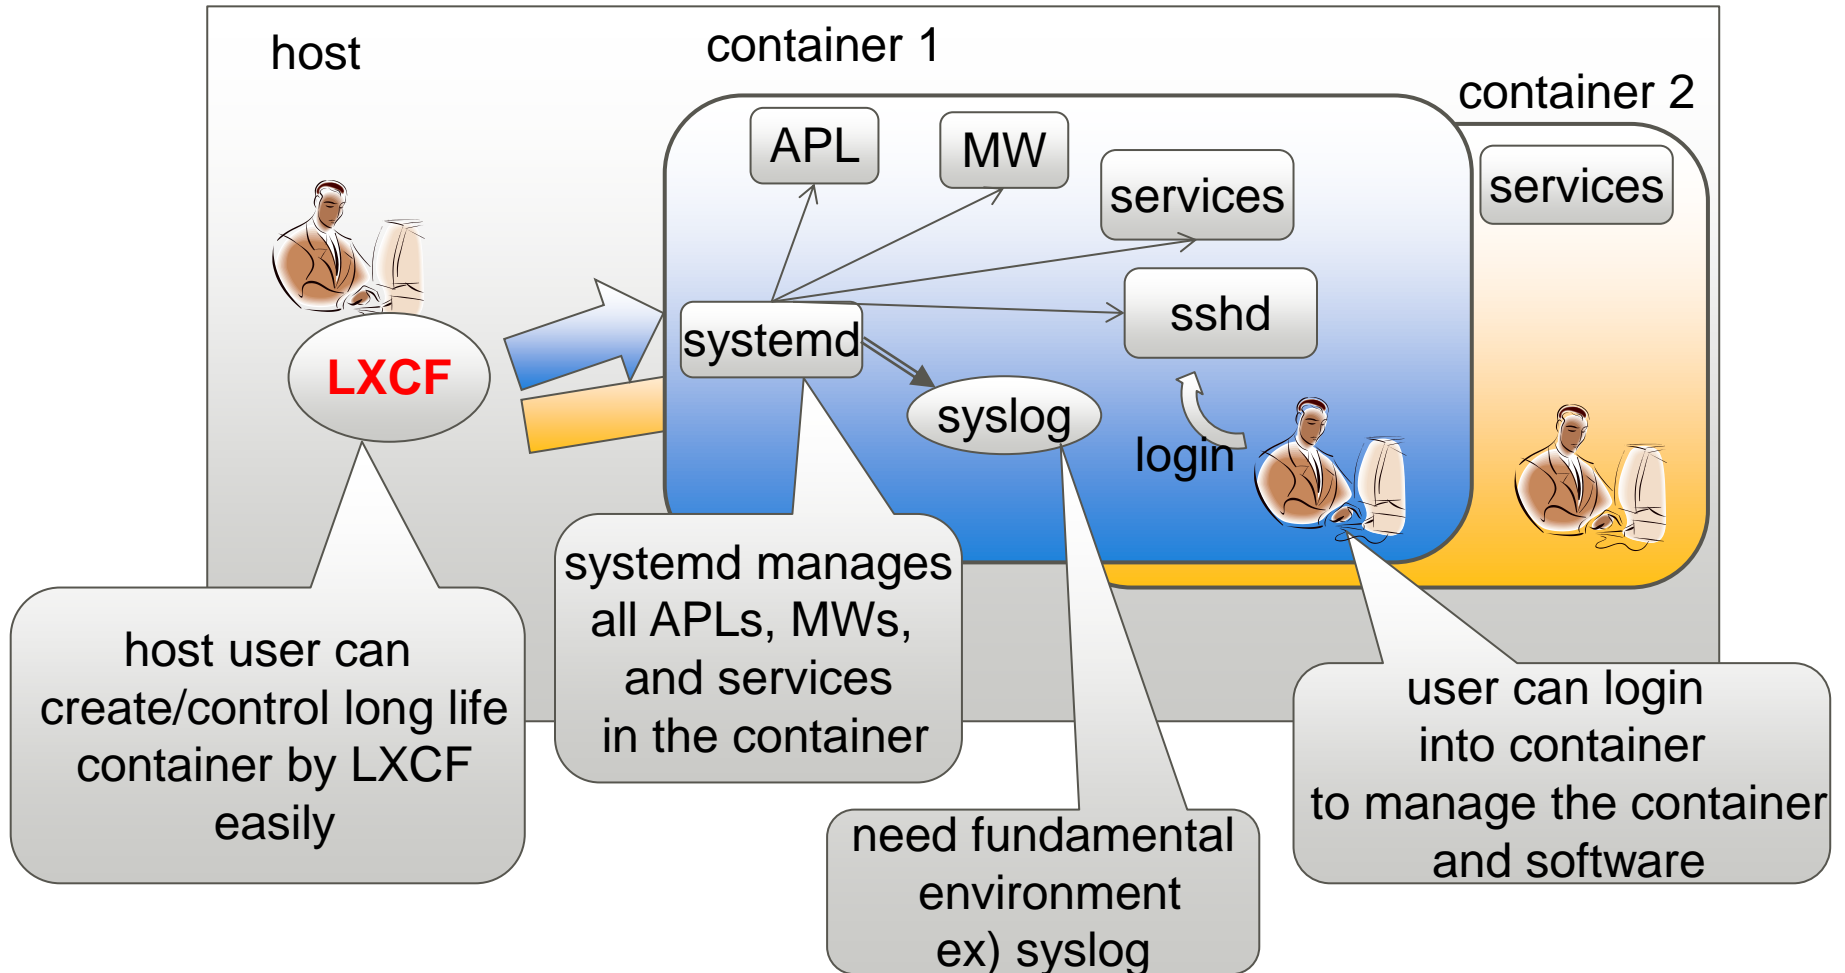 host
container 1
container 2
APL
MW
services
services
sshd
systemd
LXCF
syslog
login
systemd manages
all APLs, MWs,
and services
in the container
host user can
create/control long life
container by LXCF
easily
user can login
into container
to manage the container
and software
need fundamental
environment
ex) syslog